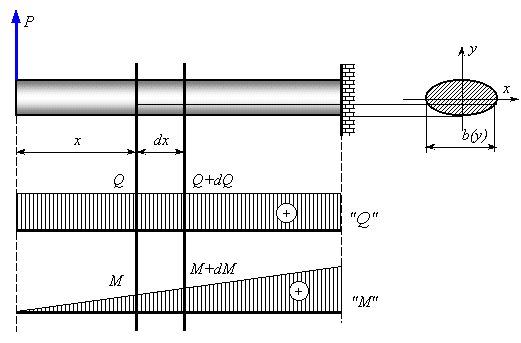 P
y
x
x
dx
b(y)
Q
Q+dQ
+
"Q"
M
M+dM
+
"M"